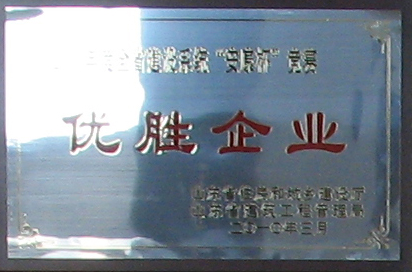 全省建设系统“安康杯”竞赛
优胜企业
山东省住房和城乡建设厅
山东省建筑工程管理局
二〇一〇年三月